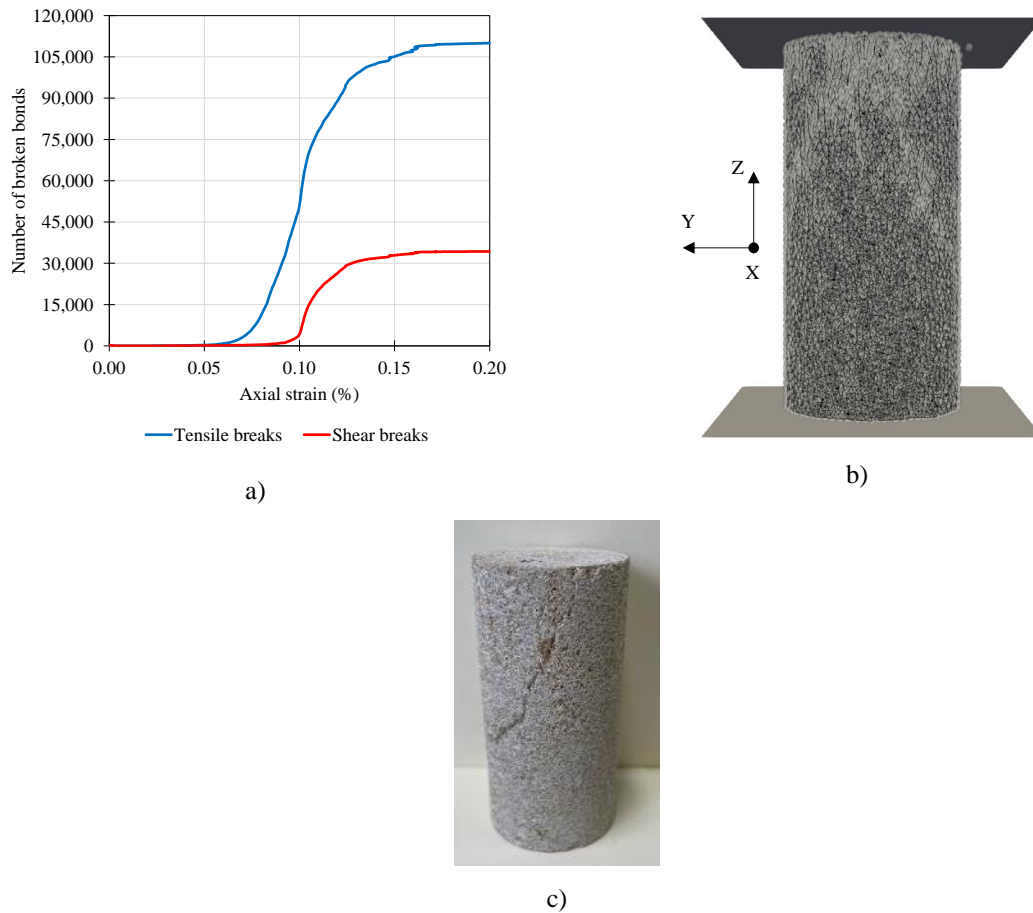 120,000
105,000
90,000
75,000
60,000
45,000
30,000
15,000
0
Number of broken bonds
0.00 0.05 0.10 0.15 0.20
Axial strain (%)
Tensile breaks Shear breaks
a)
Z
Y
X
b)
c)